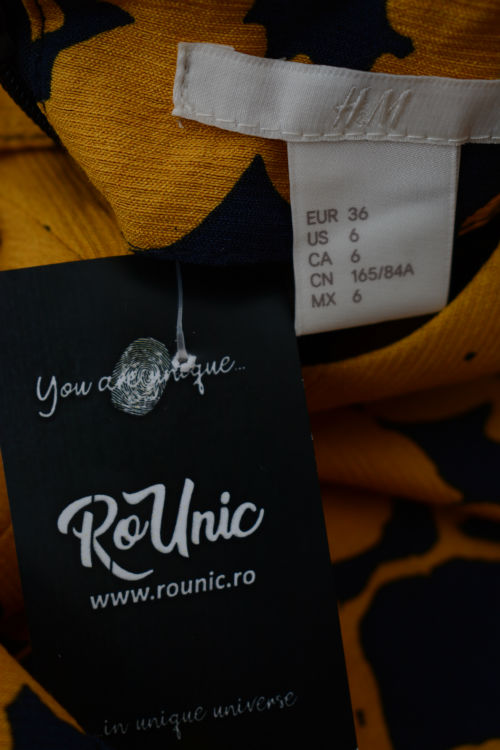 H&M
EUR 36
US 6
CA 6
CN 165/84A
MX 6
You are unique...
RoUnic
www.rounic.ro
...in unique universe